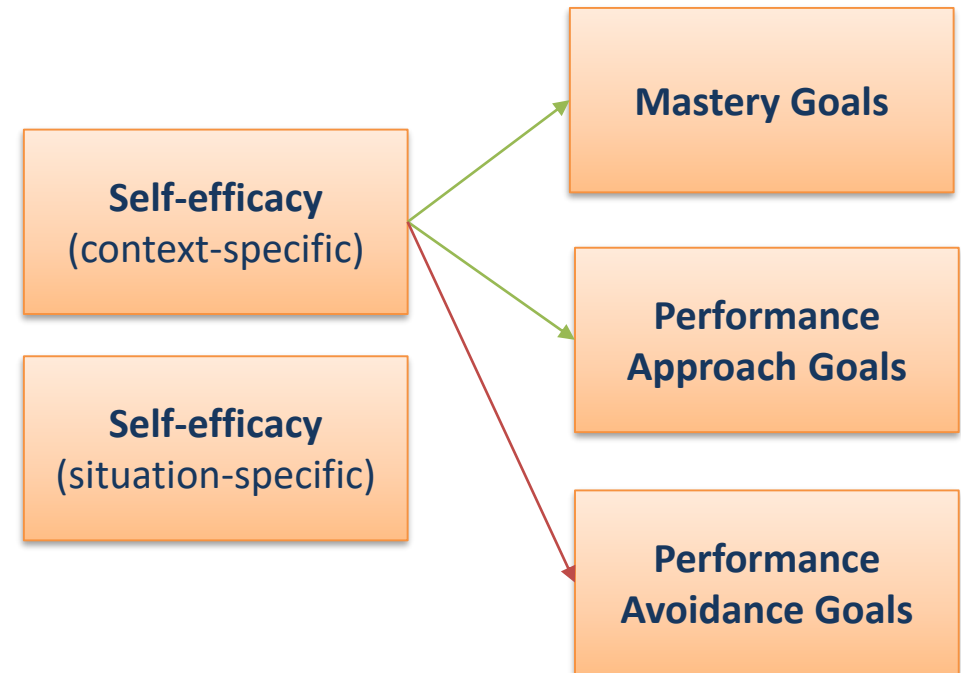 Self-efficacy
(context-specific)
Self-efficacy
(situation-specific)
Mastery Goals
Performance
Approach Goals
Performance
Avoidance Goals